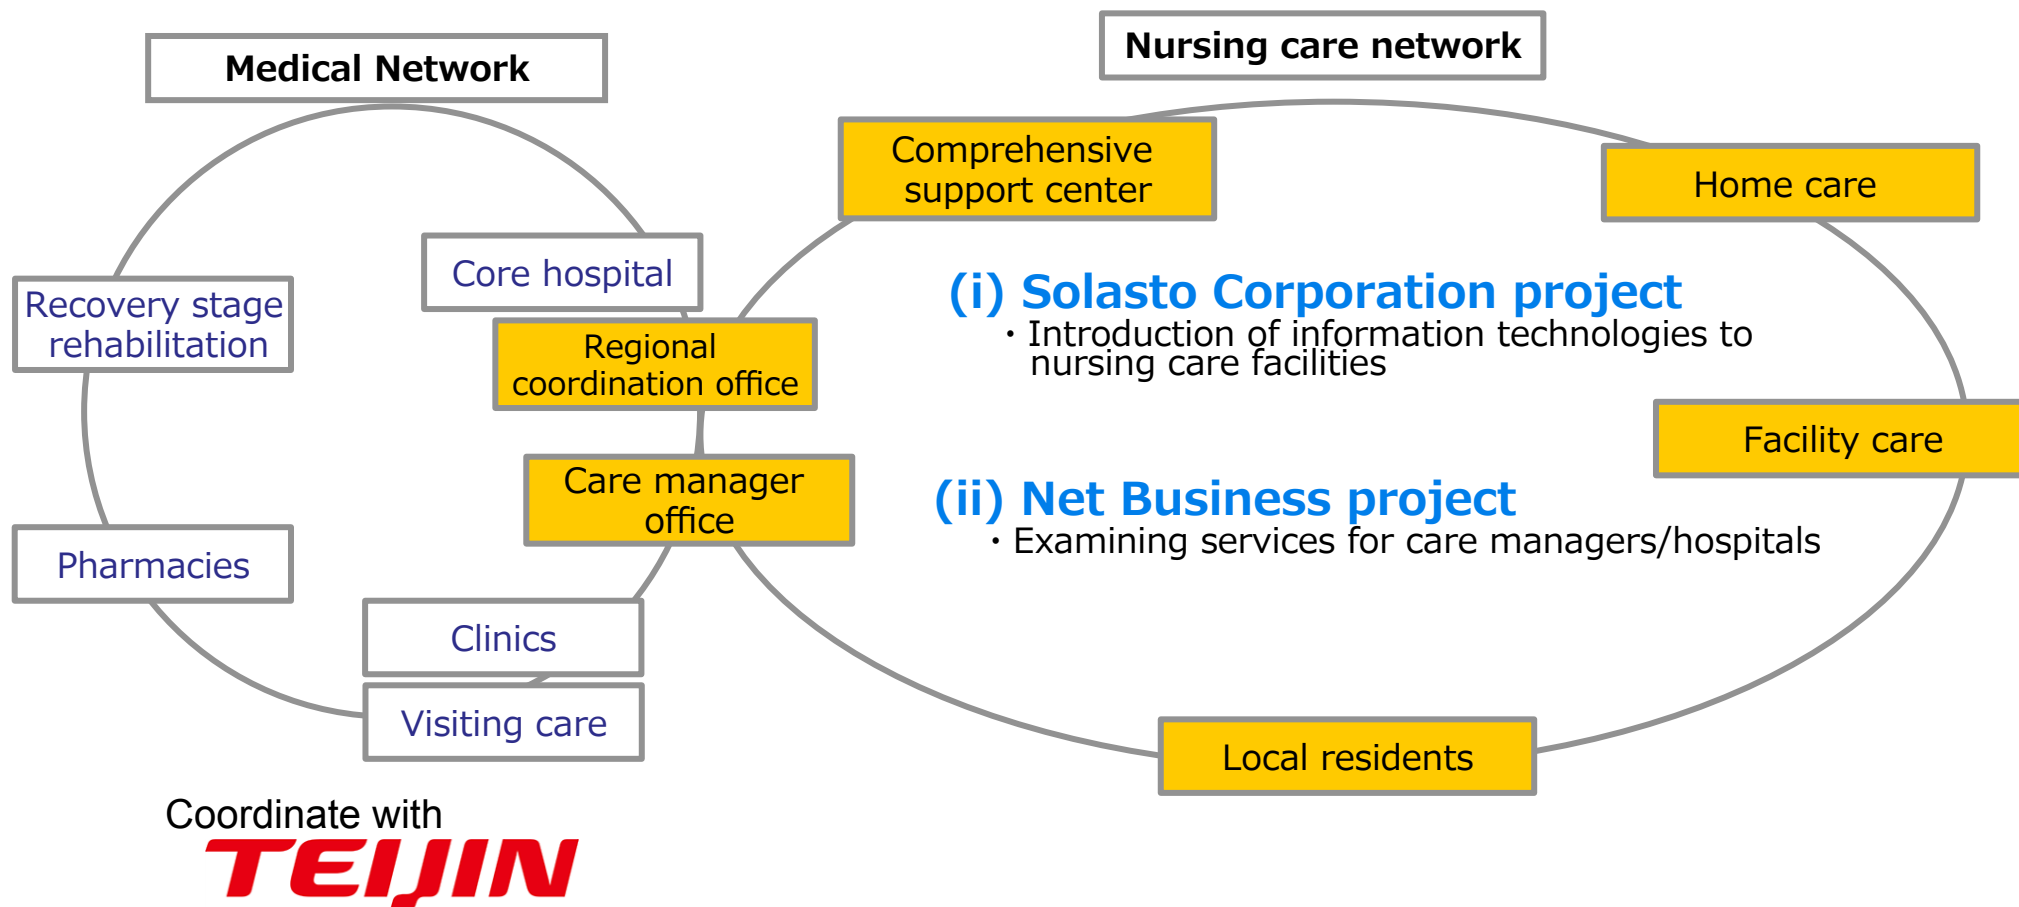 Medical Network
Nursing care network
Comprehensive
support center
Home care
Core hospital
Recovery stage
rehabilitation
Regional
coordination office
(i) Solasto Corporation project
・Introduction of information technologies to
nursing care facilities
Facility care
Care manager
office
(ii) Net Business project
・Examining services for care managers/hospitals
Pharmacies
Clinics
Visiting care
Local residents
Coordinate with
TEIJIN